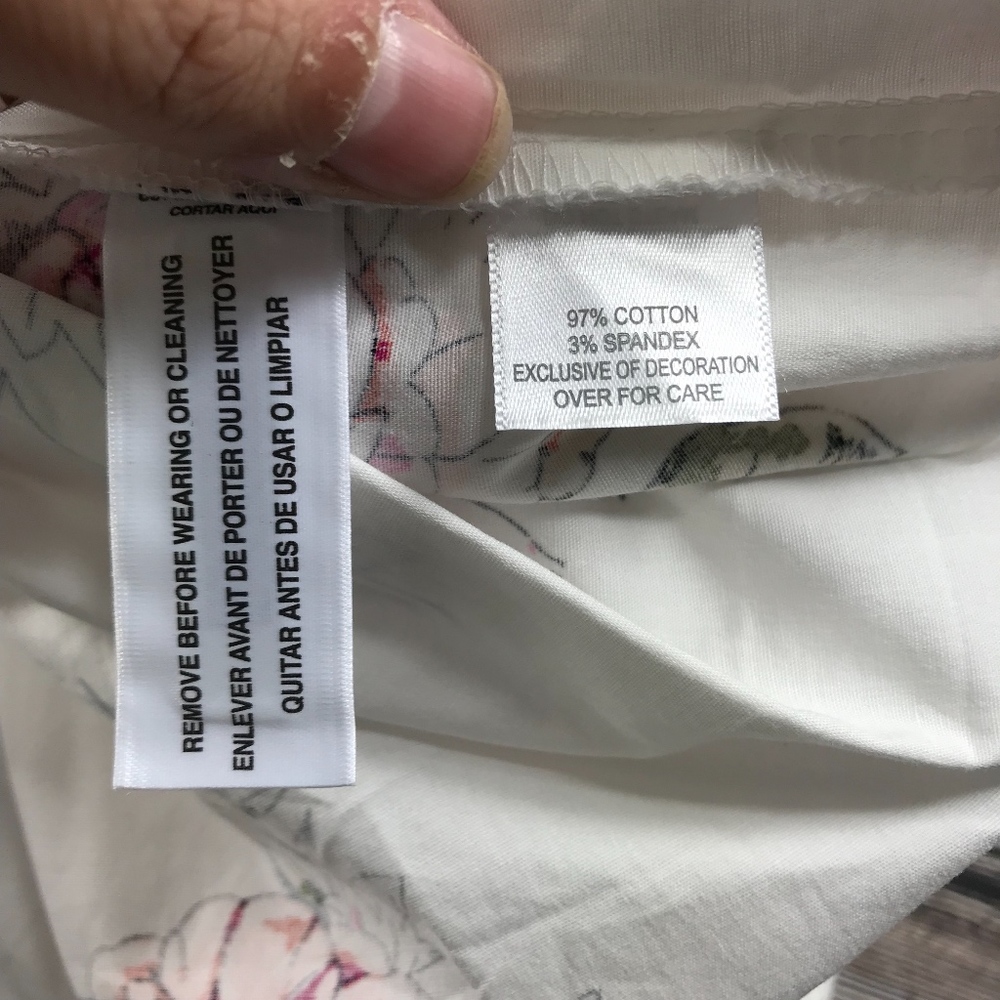 CORTAR AQUI
REMOVE BEFORE WEARING OR CLEANING
ENLEVER AVANT DE PORTER OU DE NETTOYER
QUITAR ANTES DE USAR O LIMPIAR
97% COTTON
3% SPANDEX
EXCLUSIVE OF DECORATION
OVER FOR CARE